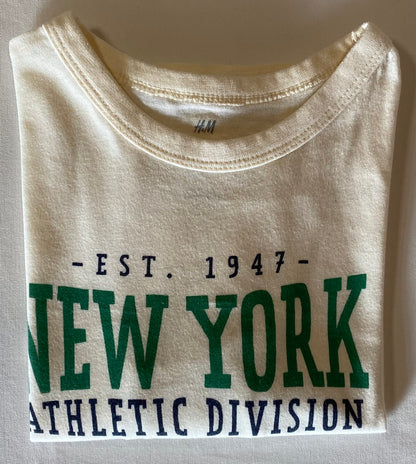 H&M
-EST. 1947-
NEW YORK
ATHLETIC DIVISION